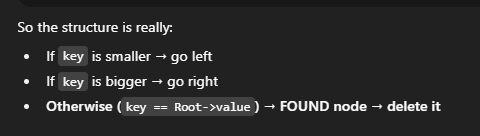 So the structure is really:
• If key is smaller → go left
• If key is bigger → go right
• Otherwise (key == Root->value) → FOUND node → delete it